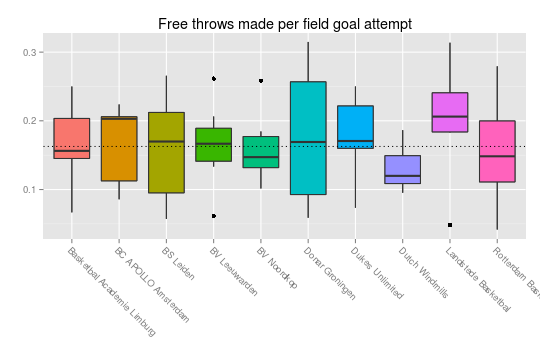 Free throws made per field goal attempt
0.3
0.2
0.1
Basketbal Academie Limburg
BC APOLLO Amsterdam
BS Leiden
BV Leeuwarden
BV Noordkop
Donar Groningen
Dukes Unlimited
Dutch Windmills
Landstede Basketbal
Rotterdam Bas